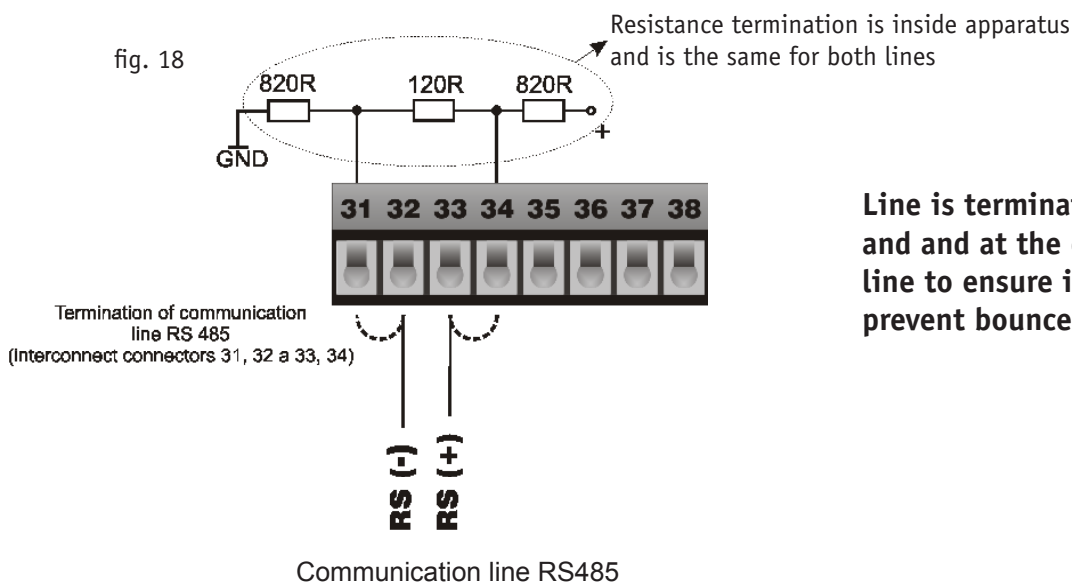 Resistance termination is inside apparatus
and is the same for both lines
fig. 18
820R 120R 820R
+
GND
31 32 33 34 35 36 37 38
Line is termina
and and at the
line to ensure i
prevent bounce
Termination of communication
line RS 485
(Interconnect connectors 31, 32 a 33, 34)
RS (-)
RS (+)
Communication line RS485